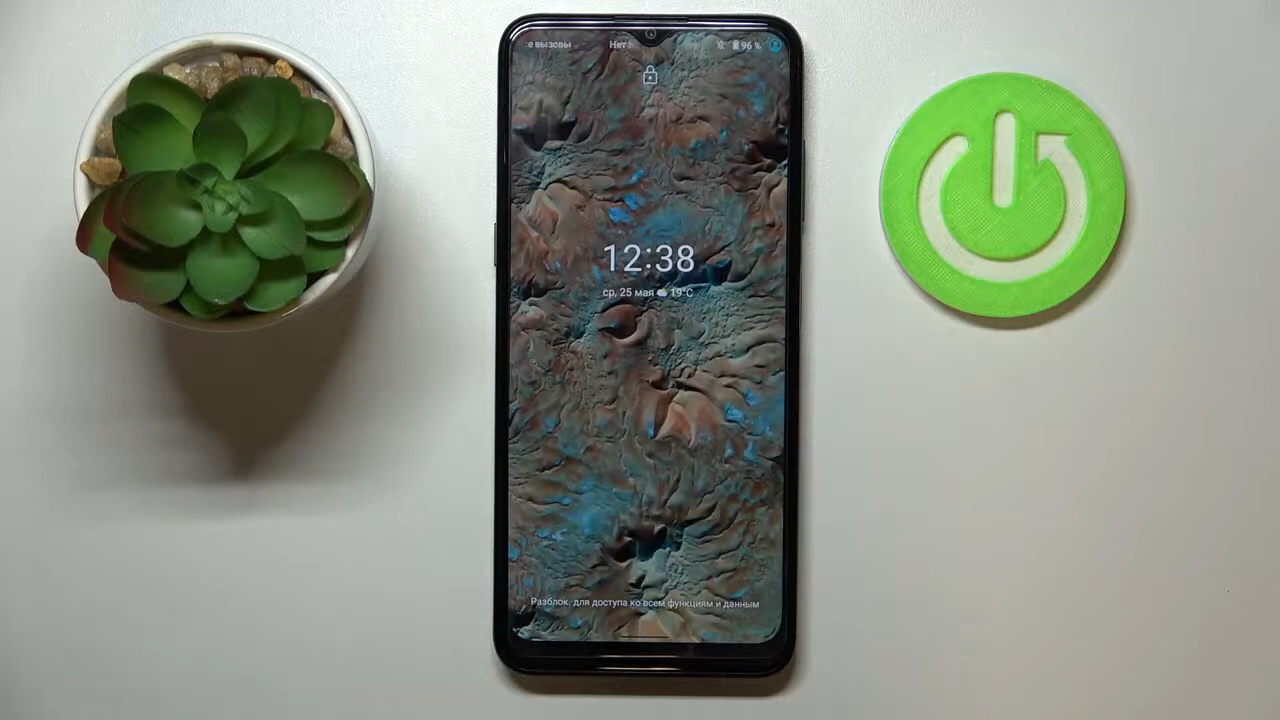 е вызовы
Нет
96 %
12:38
ср, 25 мая 19°C
Разблок. для доступа ко всем функциям и данным